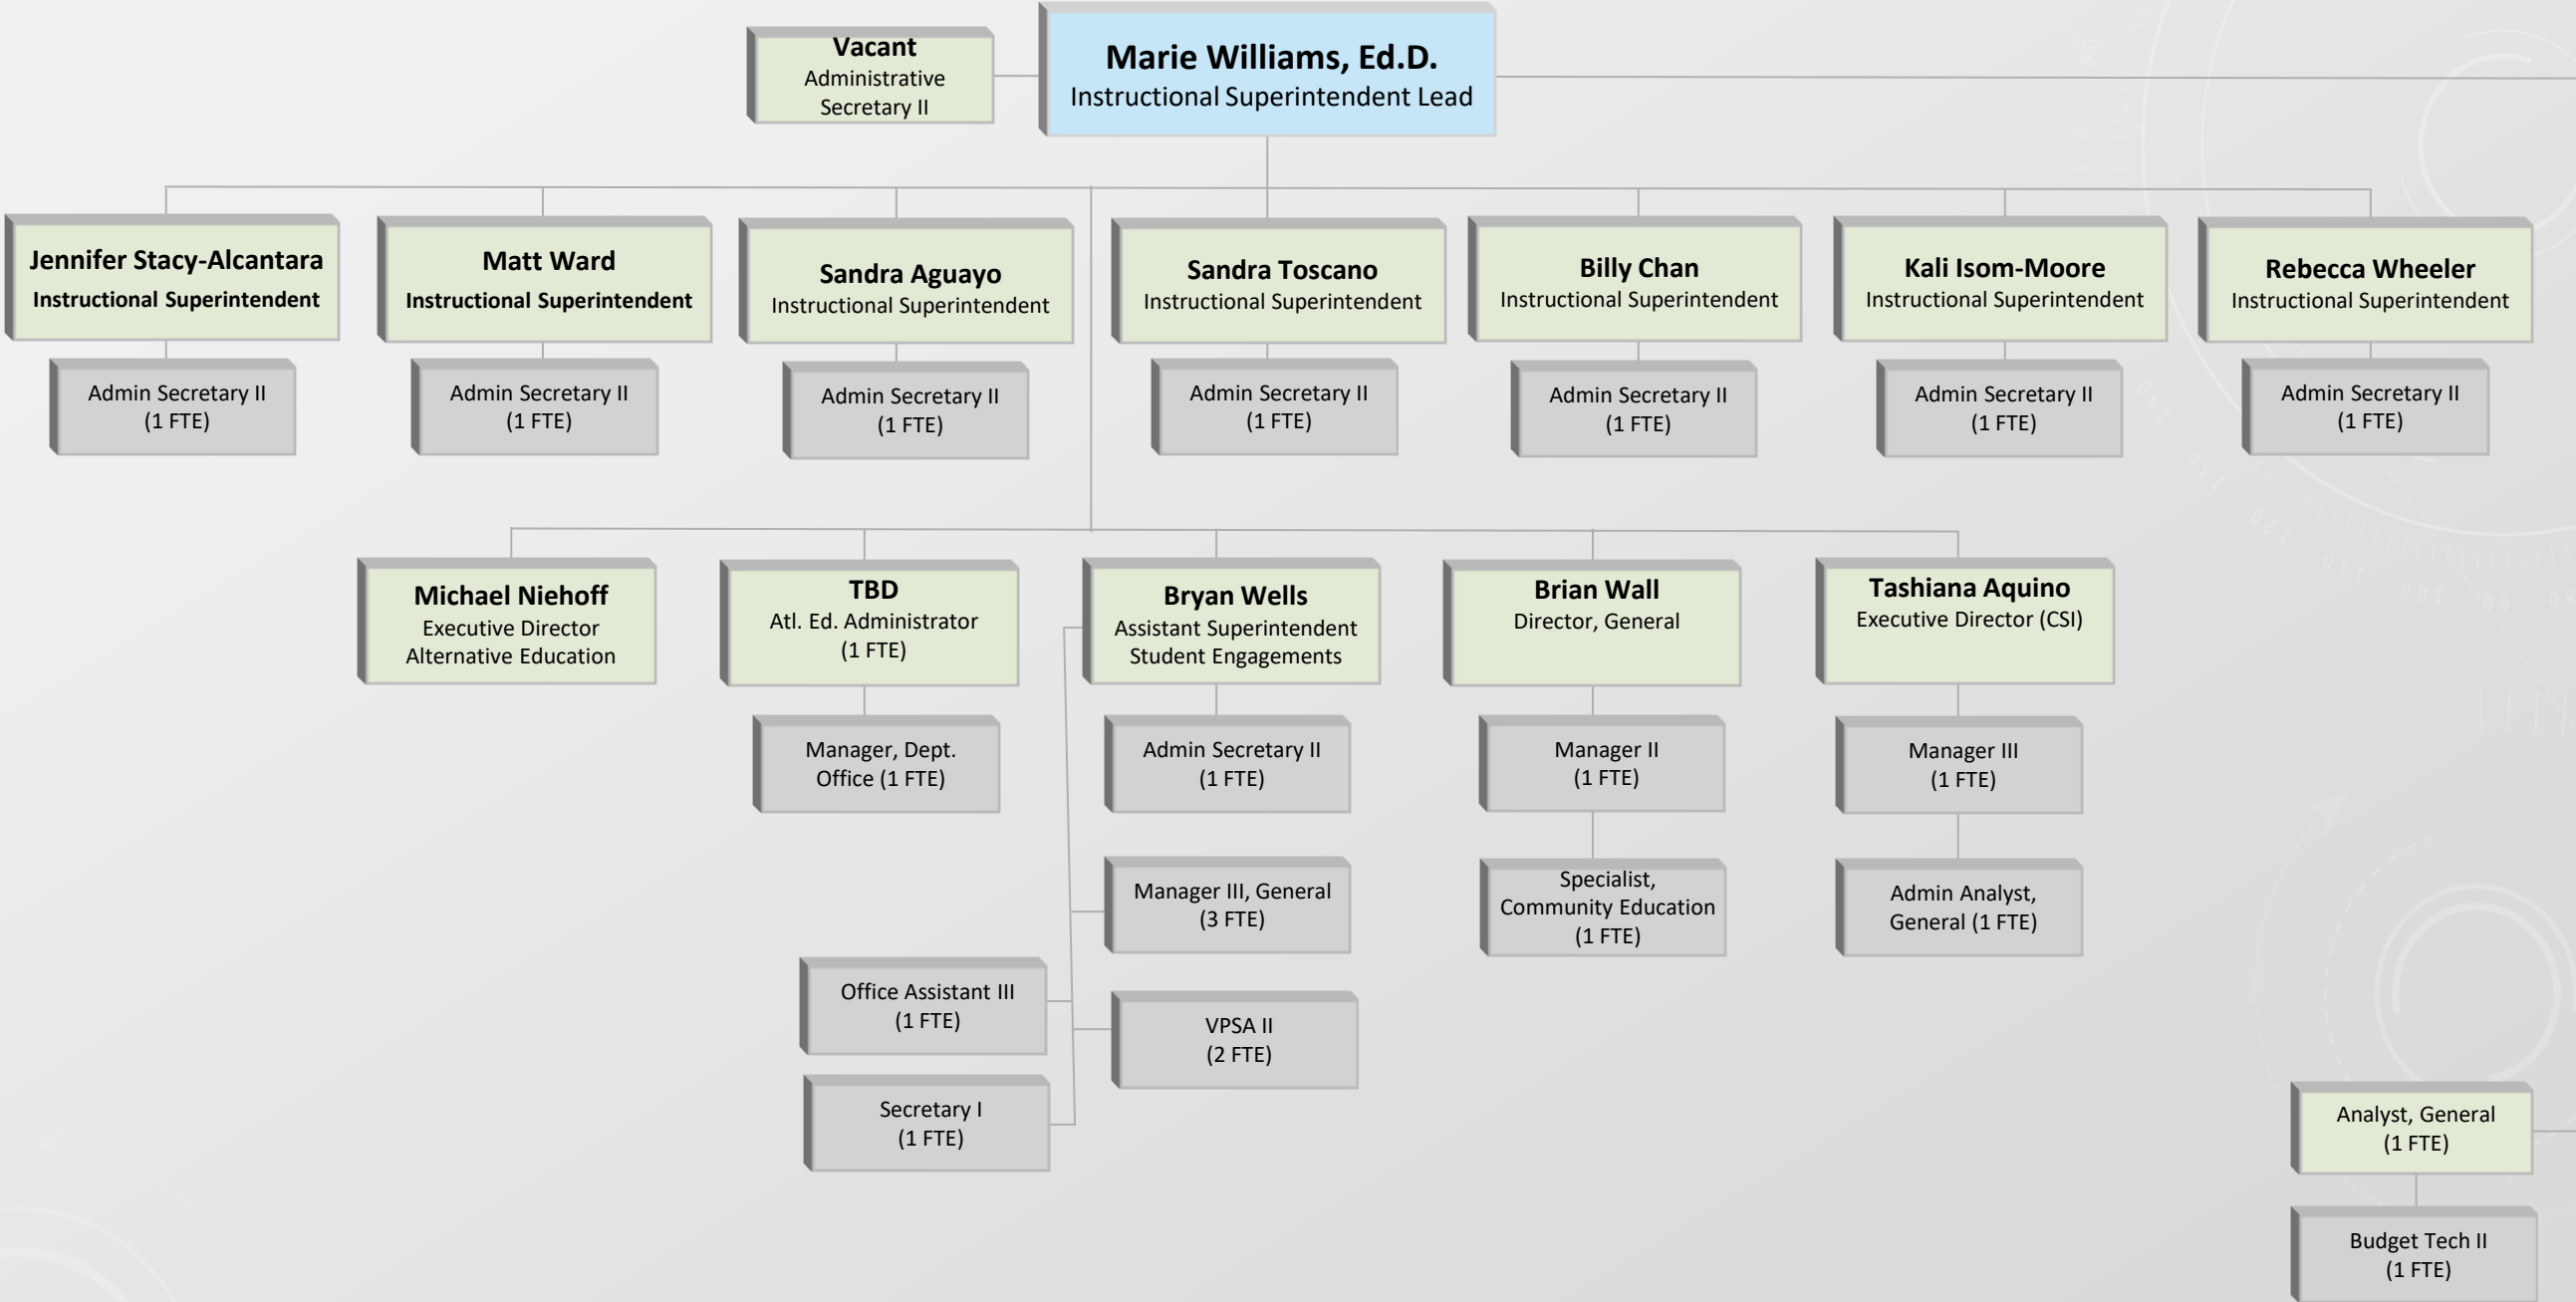 Vacant
Administrative
Secretary II
Marie Williams, Ed.D.
Instructional Superintendent Lead
Jennifer Stacy-Alcantara
Instructional Superintendent
Matt Ward
Instructional Superintendent
Sandra Aguayo
Instructional Superintendent
Sandra Toscano
Instructional Superintendent
Billy Chan
Instructional Superintendent
Kali Isom-Moore
Instructional Superintendent
Rebecca Wheeler
Instructional Superintendent
Admin Secretary II
(1 FTE)
Admin Secretary II
(1 FTE)
Admin Secretary II
(1 FTE)
Admin Secretary II
(1 FTE)
Admin Secretary II
(1 FTE)
Admin Secretary II
(1 FTE)
Admin Secretary II
(1 FTE)
Michael Niehoff
Executive Director
Alternative Education
TBD
Atl. Ed. Administrator
(1 FTE)
Bryan Wells
Assistant Superintendent
Student Engagements
Brian Wall
Director, General
Tashiana Aquino
Executive Director (CSI)
Manager, Dept.
Office (1 FTE)
Admin Secretary II
(1 FTE)
Manager II
(1 FTE)
Manager III
(1 FTE)
Manager III, General
(3 FTE)
Specialist,
Community Education
(1 FTE)
Admin Analyst,
General (1 FTE)
Office Assistant III
(1 FTE)
VPSA II
(2 FTE)
Secretary I
(1 FTE)
Analyst, General
(1 FTE)
Budget Tech II
(1 FTE)
140
130
120
110
100
90